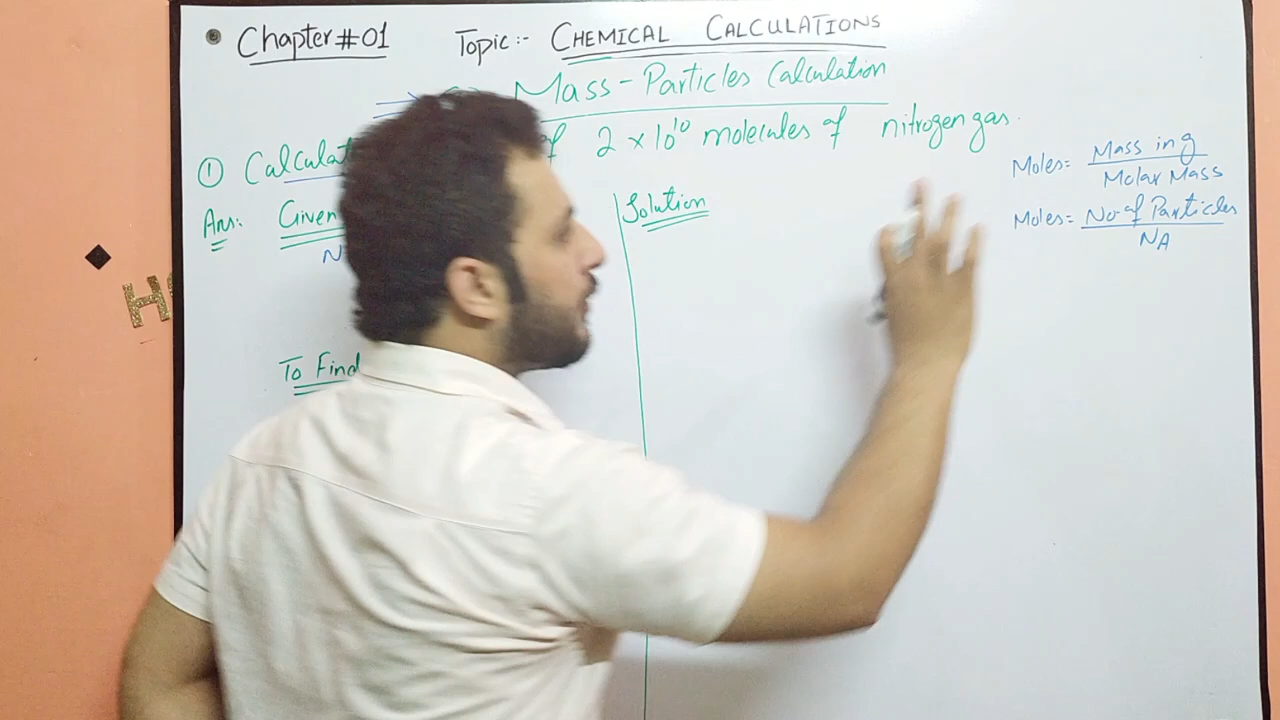 Chapter#01 Topic:- CHEMICAL CALCULATIONS
Mass-Particles Calculation
① Calculat of 2 × 10¹⁰ molecules of nitrogen gas.
Moles = Mass in g / Molar Mass
Ans: Given Solution
Moles = No. of Particles / NA
N
To Find
H